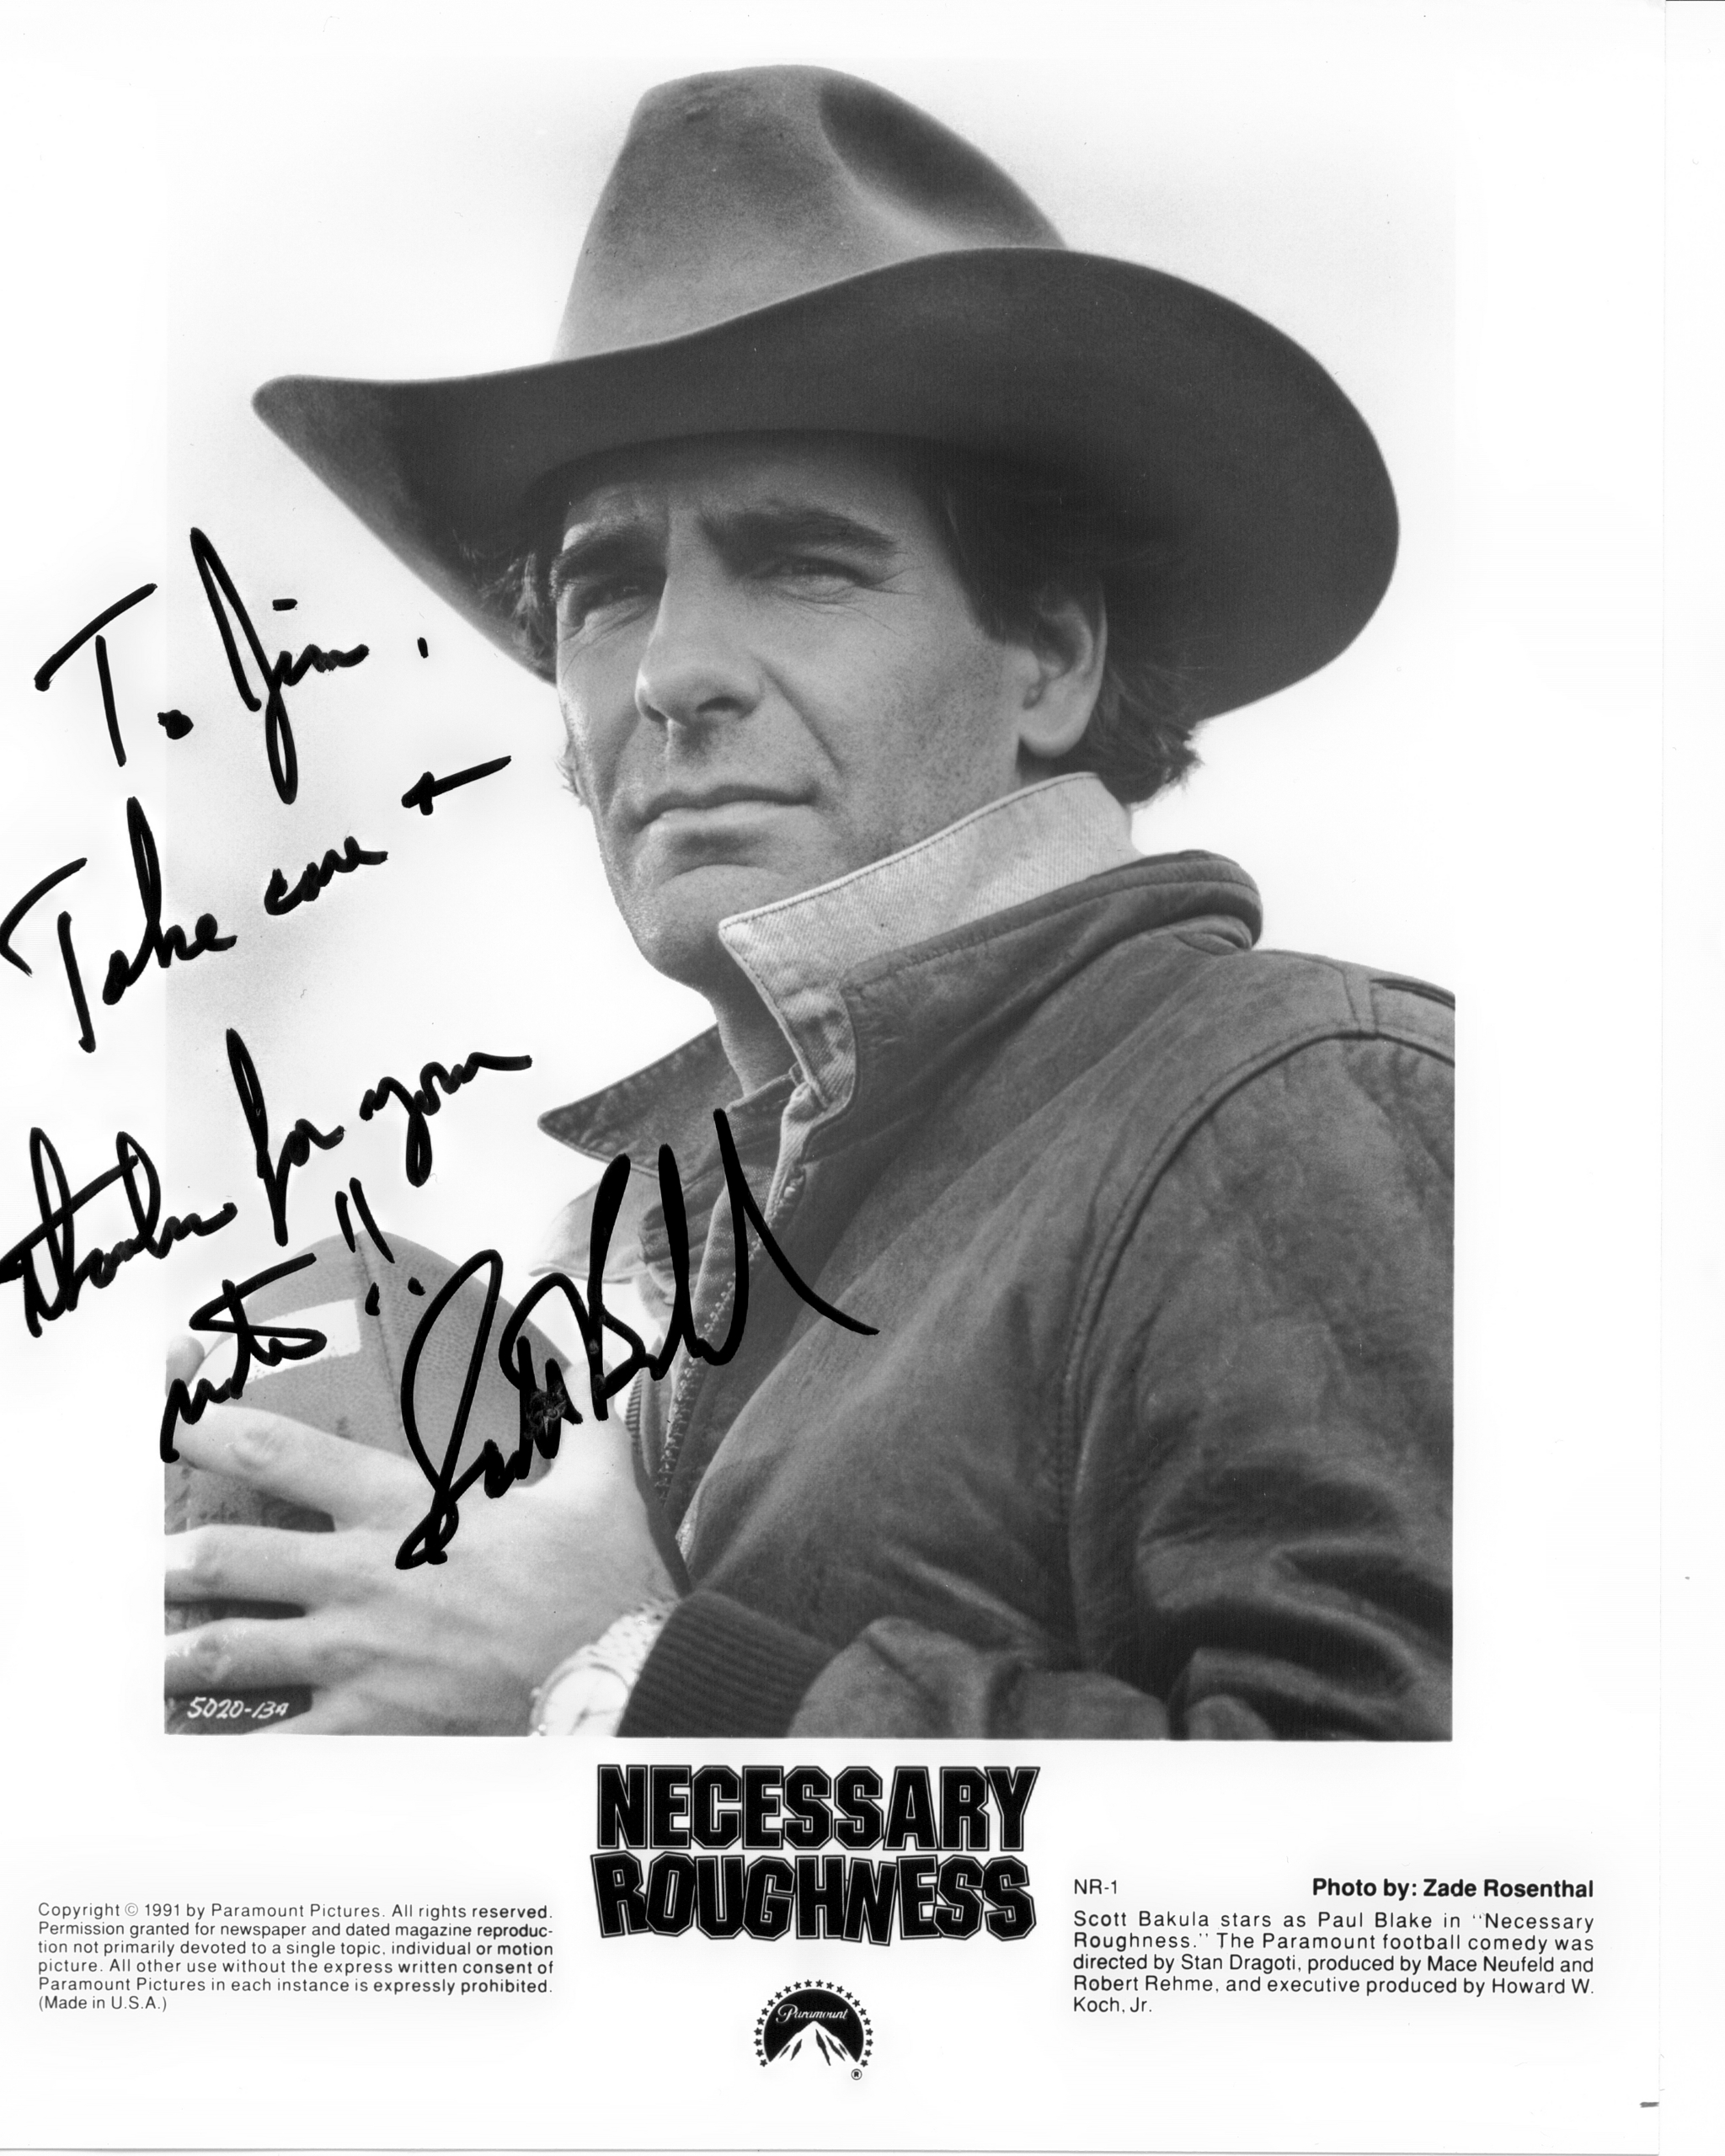 To Jim,
Take care +
thanks for your
note!!
Scott Bakula
5020-13A
NECESSARY
ROUGHNESS
Copyright © 1991 by Paramount Pictures. All rights reserved.
Permission granted for newspaper and dated magazine reproduc-
tion not primarily devoted to a single topic, individual or motion
picture. All other use without the express written consent of
Paramount Pictures in each instance is expressly prohibited.
(Made in U.S.A.)
Paramount
®
NR-1 Photo by: Zade Rosenthal
Scott Bakula stars as Paul Blake in "Necessary
Roughness." The Paramount football comedy was
directed by Stan Dragoti, produced by Mace Neufeld and
Robert Rehme, and executive produced by Howard W.
Koch, Jr.